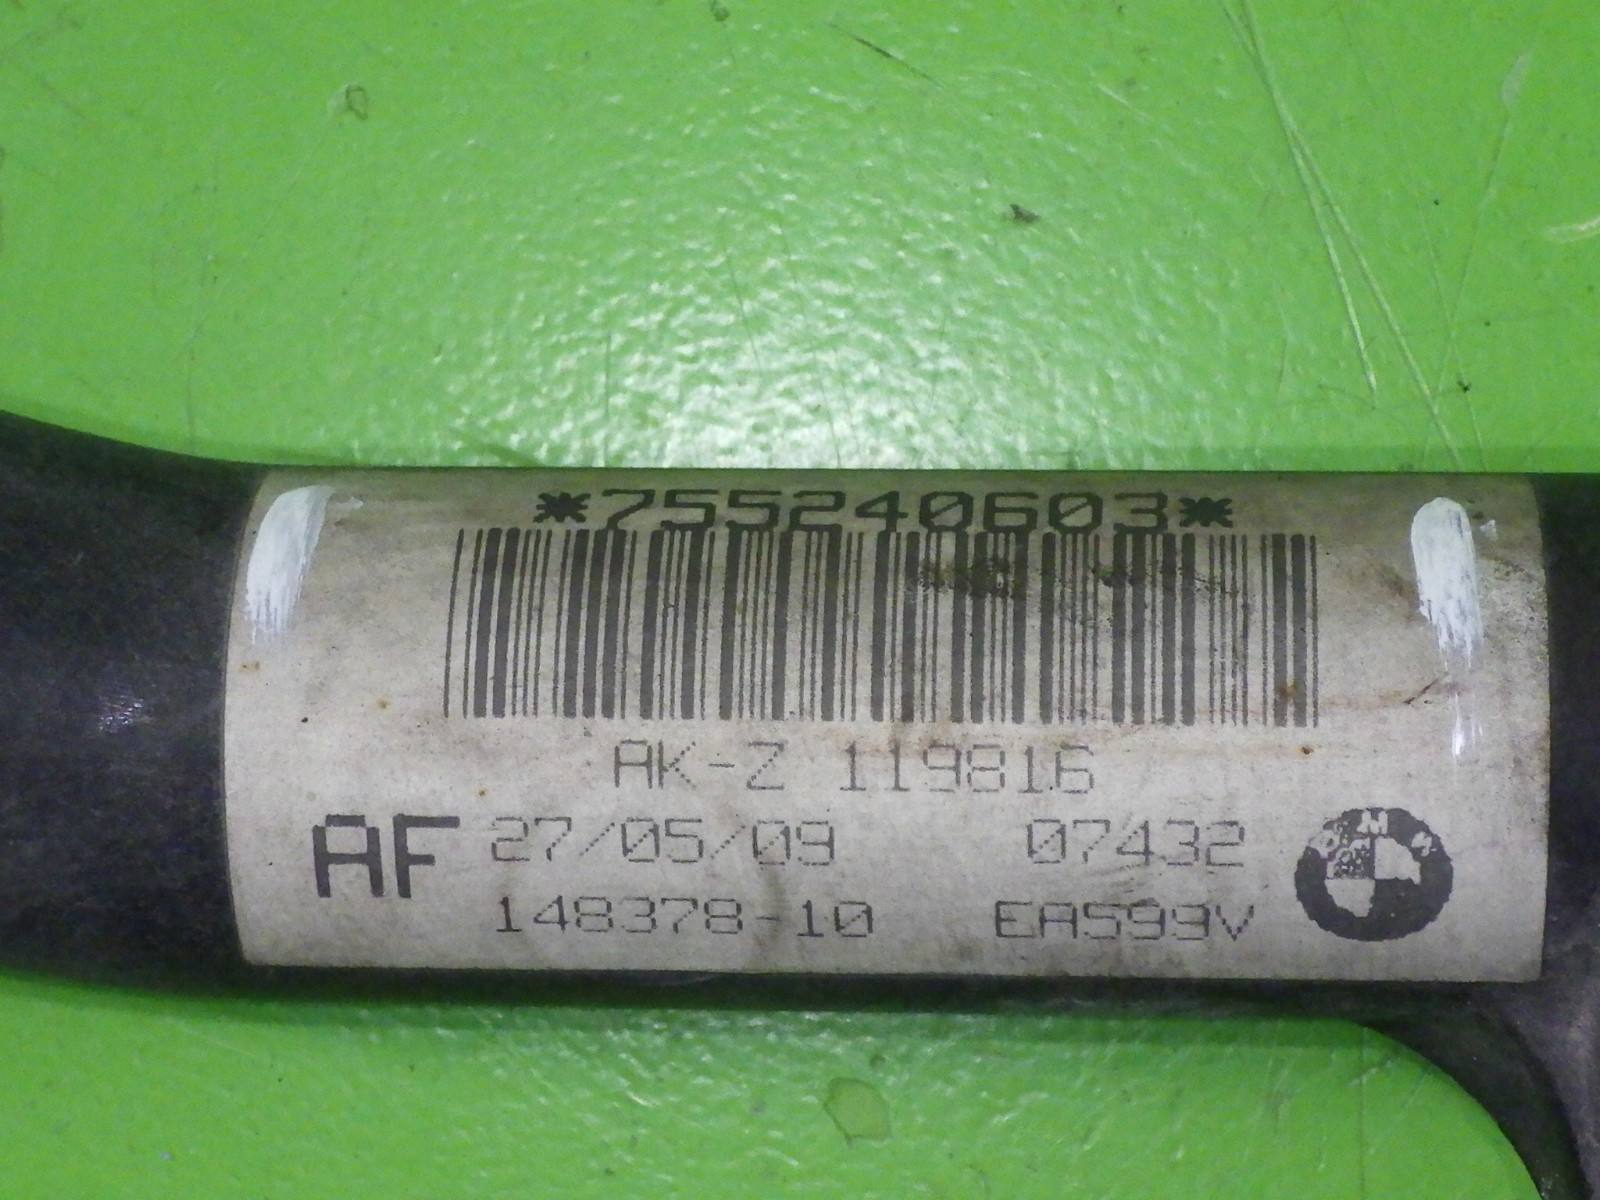 *755240603*
AK-Z 119816
AF 27/05/09 07432
148378-10 EA599V